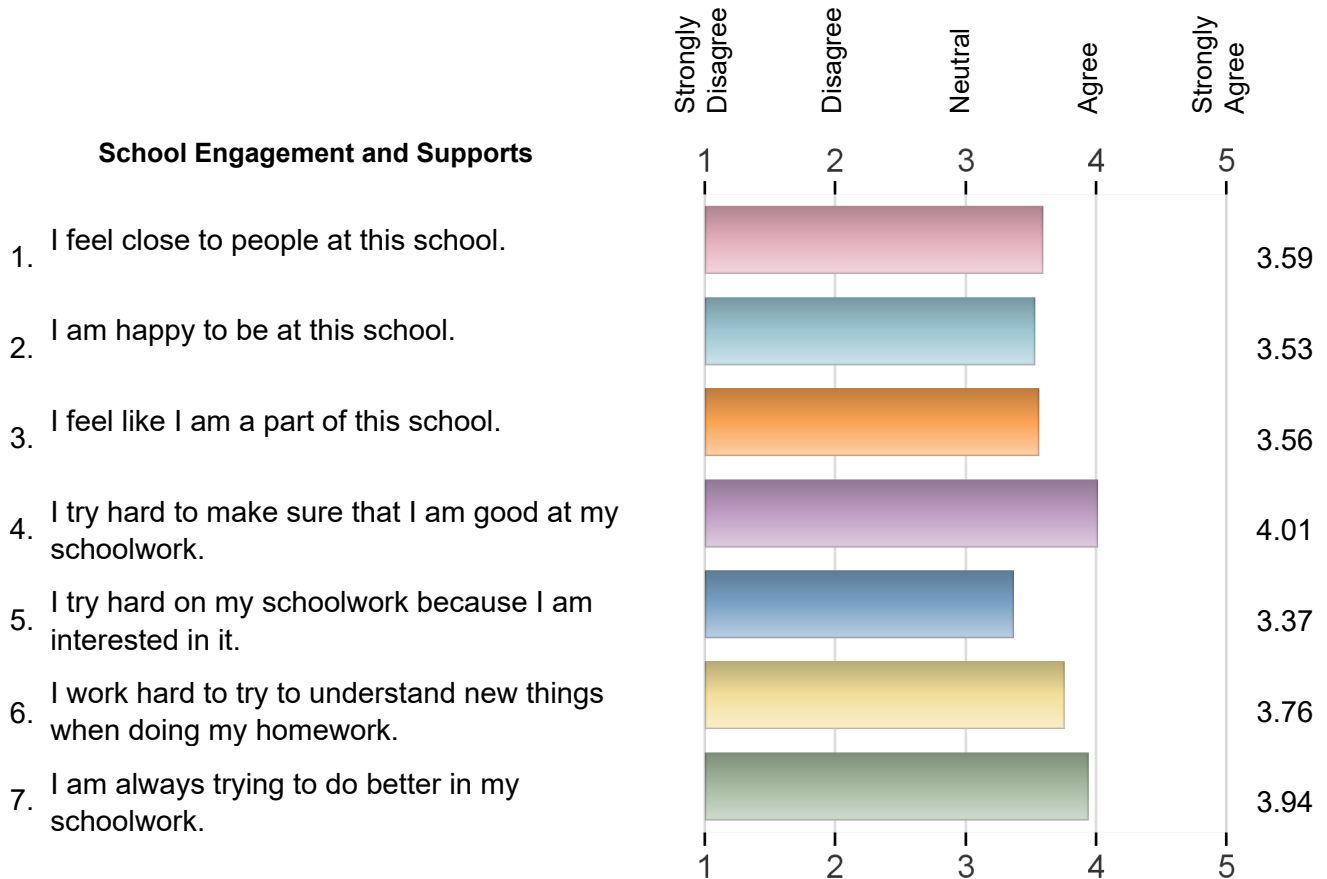 Strongly
Disagree
Disagree
Neutral
Agree
Strongly
Agree
School Engagement and Supports
1 2 3 4 5
1. I feel close to people at this school. 3.59
2. I am happy to be at this school. 3.53
3. I feel like I am a part of this school. 3.56
4. I try hard to make sure that I am good at my
schoolwork. 4.01
5. I try hard on my schoolwork because I am
interested in it. 3.37
6. I work hard to try to understand new things
when doing my homework. 3.76
7. I am always trying to do better in my
schoolwork. 3.94
1 2 3 4 5